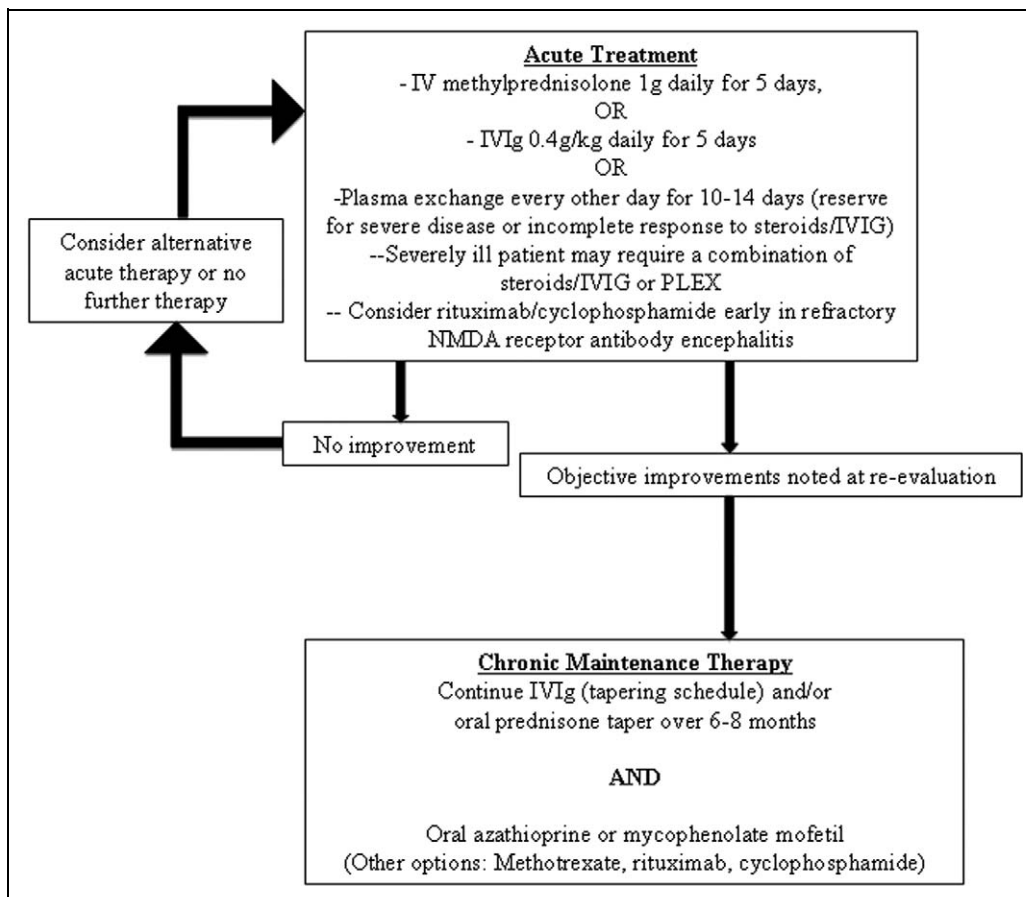 Acute Treatment
- IV methylprednisolone 1g daily for 5 days,
OR
- IVIg 0.4g/kg daily for 5 days
OR
-Plasma exchange every other day for 10-14 days (reserve
for severe disease or incomplete response to steroids/IVIG)
--Severely ill patient may require a combination of
steroids/IVIG or PLEX
-- Consider rituximab/cyclophosphamide early in refractory
NMDA receptor antibody encephalitis
Consider alternative
acute therapy or no
further therapy
No improvement
Objective improvements noted at re-evaluation
Chronic Maintenance Therapy
Continue IVIg (tapering schedule) and/or
oral prednisone taper over 6-8 months
AND
Oral azathioprine or mycophenolate mofetil
(Other options: Methotrexate, rituximab, cyclophosphamide)